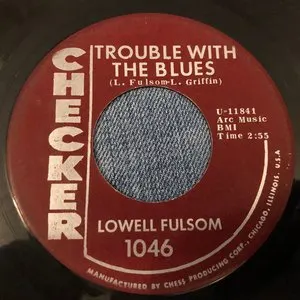 CHECKER
TROUBLE WITH
THE BLUES
(L. Fulsom-L. Griffin)
U-11841
Arc Music
BMI
Time 2:55
LOWELL FULSOM
1046
MANUFACTURED BY CHESS PRODUCING CORP., CHICAGO, ILLINOIS, U.S.A